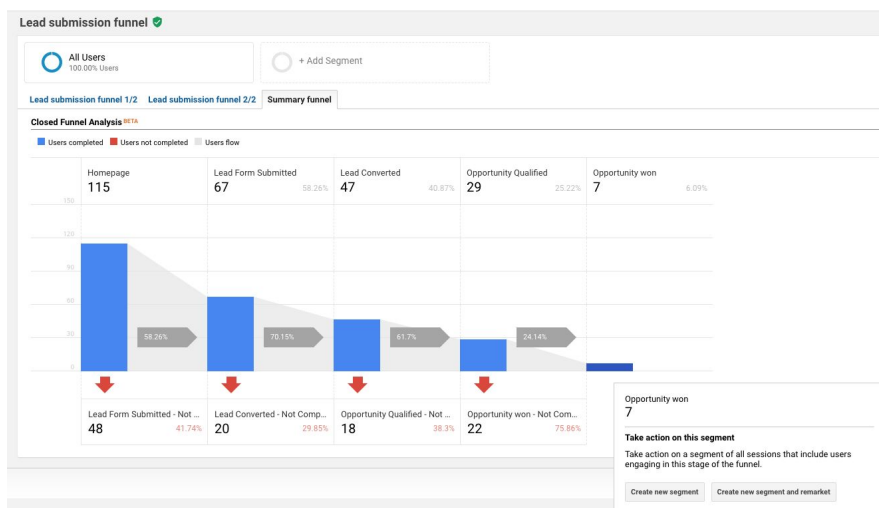 Lead submission funnel
All Users
100.00% Users
+ Add Segment
Lead submission funnel 1/2 Lead submission funnel 2/2 Summary funnel
Closed Funnel Analysis BETA
Users completed Users not completed Users flow
Homepage
115
Lead Form Submitted
67 58.26%
Lead Converted
47 40.87%
Opportunity Qualified
29 25.22%
Opportunity won
7 6.09%
150
120
90
60
30
0
58.26%
70.15%
61.7%
24.14%
Lead Form Submitted - Not ...
48 41.74%
Lead Converted - Not Comp...
20 29.85%
Opportunity Qualified - Not ...
18 38.3%
Opportunity won - Not Com...
22 75.86%
Opportunity won
7
Take action on this segment
Take action on a segment of all sessions that include users
engaging in this stage of the funnel.
Create new segment Create new segment and remarket